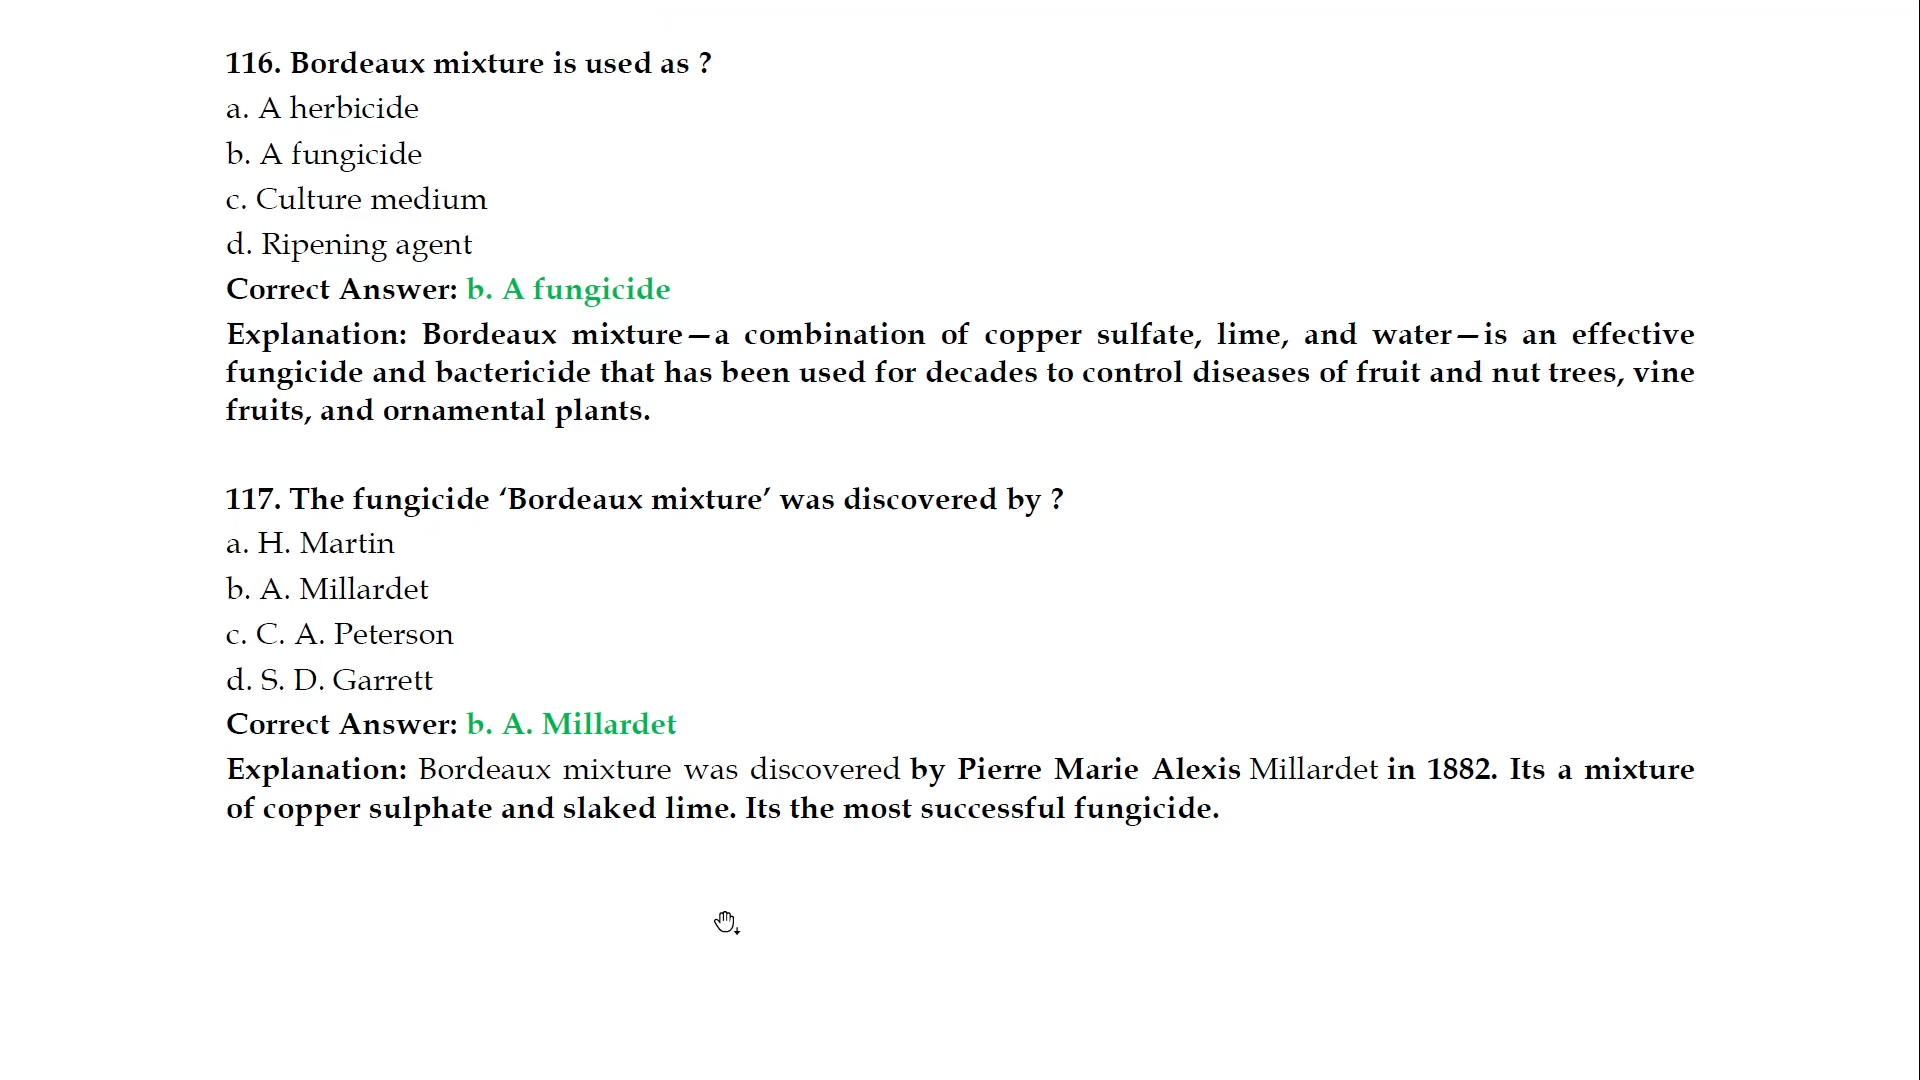 116. Bordeaux mixture is used as ?
a. A herbicide
b. A fungicide
c. Culture medium
d. Ripening agent
Correct Answer: b. A fungicide
Explanation: Bordeaux mixture—a combination of copper sulfate, lime, and water—is an effective
fungicide and bactericide that has been used for decades to control diseases of fruit and nut trees, vine
fruits, and ornamental plants.
117. The fungicide ‘Bordeaux mixture’ was discovered by ?
a. H. Martin
b. A. Millardet
c. C. A. Peterson
d. S. D. Garrett
Correct Answer: b. A. Millardet
Explanation: Bordeaux mixture was discovered by Pierre Marie Alexis Millardet in 1882. Its a mixture
of copper sulphate and slaked lime. Its the most successful fungicide.